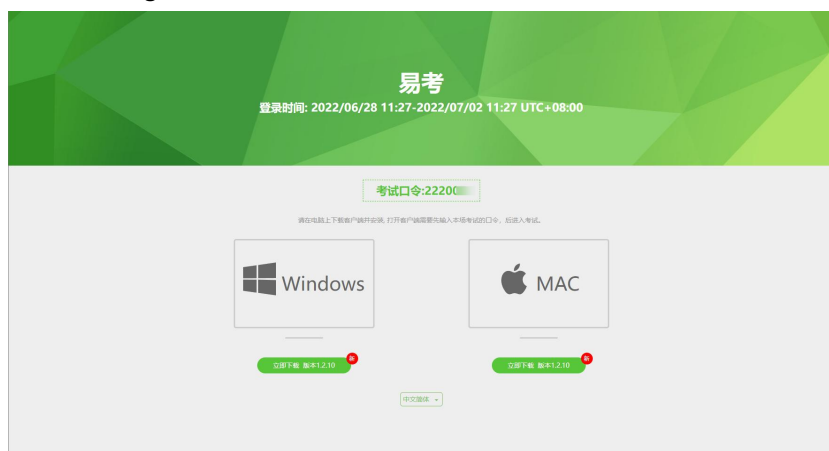 易考
登录时间: 2022/06/28 11:27-2022/07/02 11:27 UTC+08:00
考试口令:22200
请在电脑上下载客户端并安装, 打开客户端需要先输入本场考试的口令，后进入考试。
Windows
MAC
立即下载 版本1.2.10 新
立即下载 版本1.2.10 新
中文简体